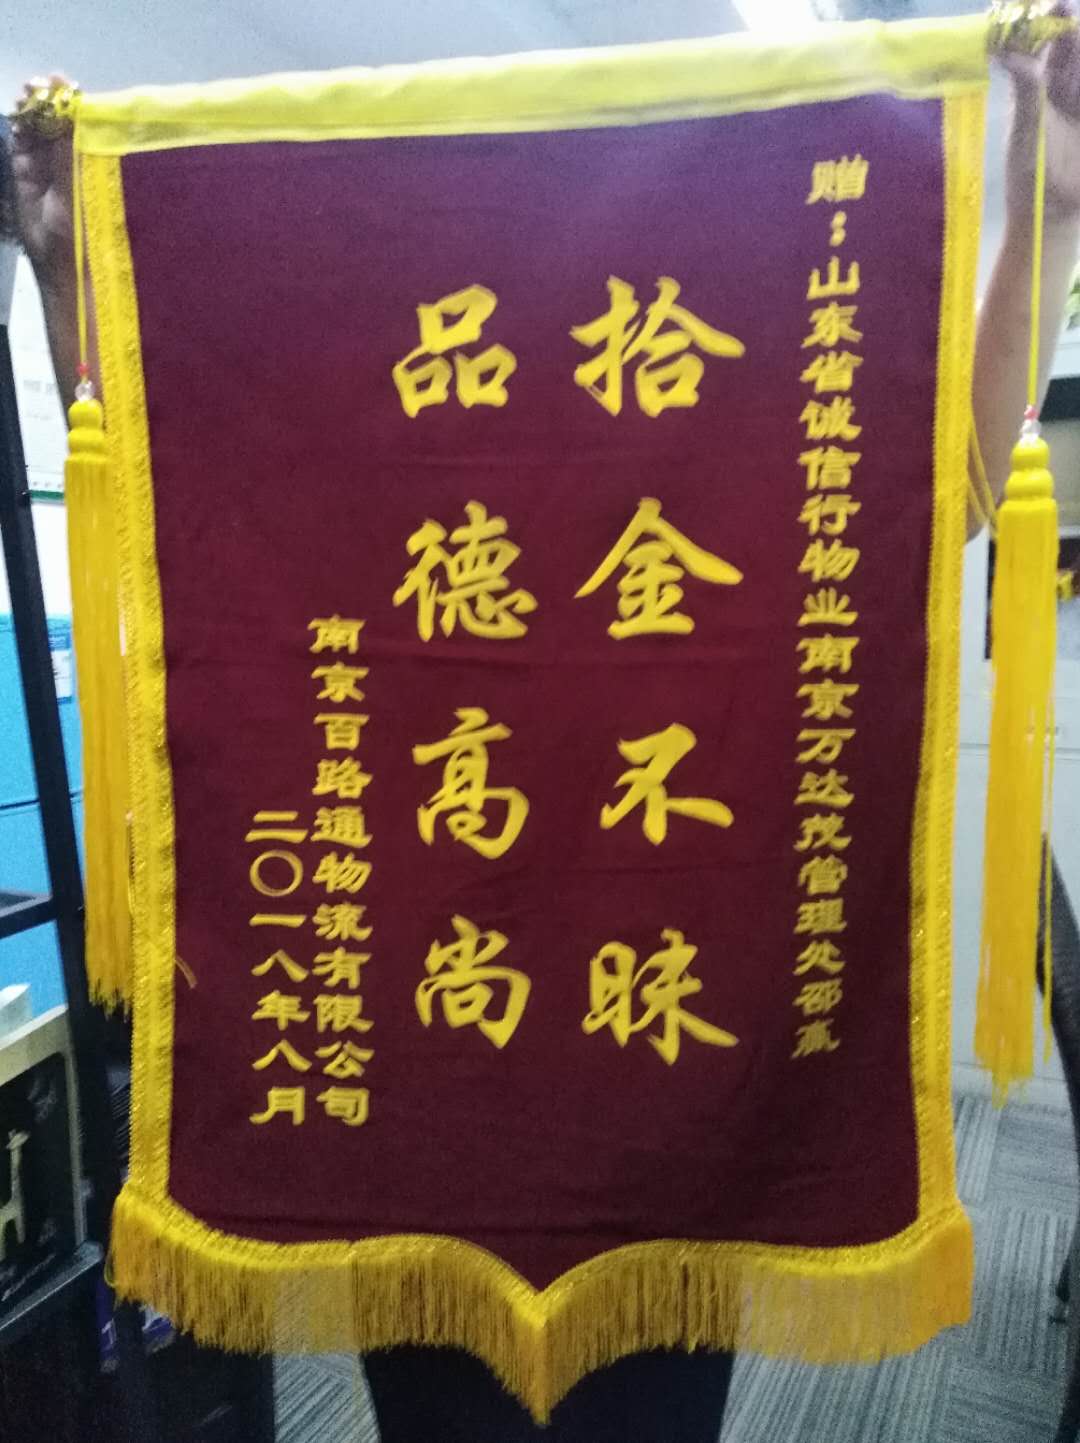 赠：山东省诚信行物业南京万达茂管理处邵赢
拾金不昧
品德高尚
南京百路通物流有限公司
二〇一八年八月